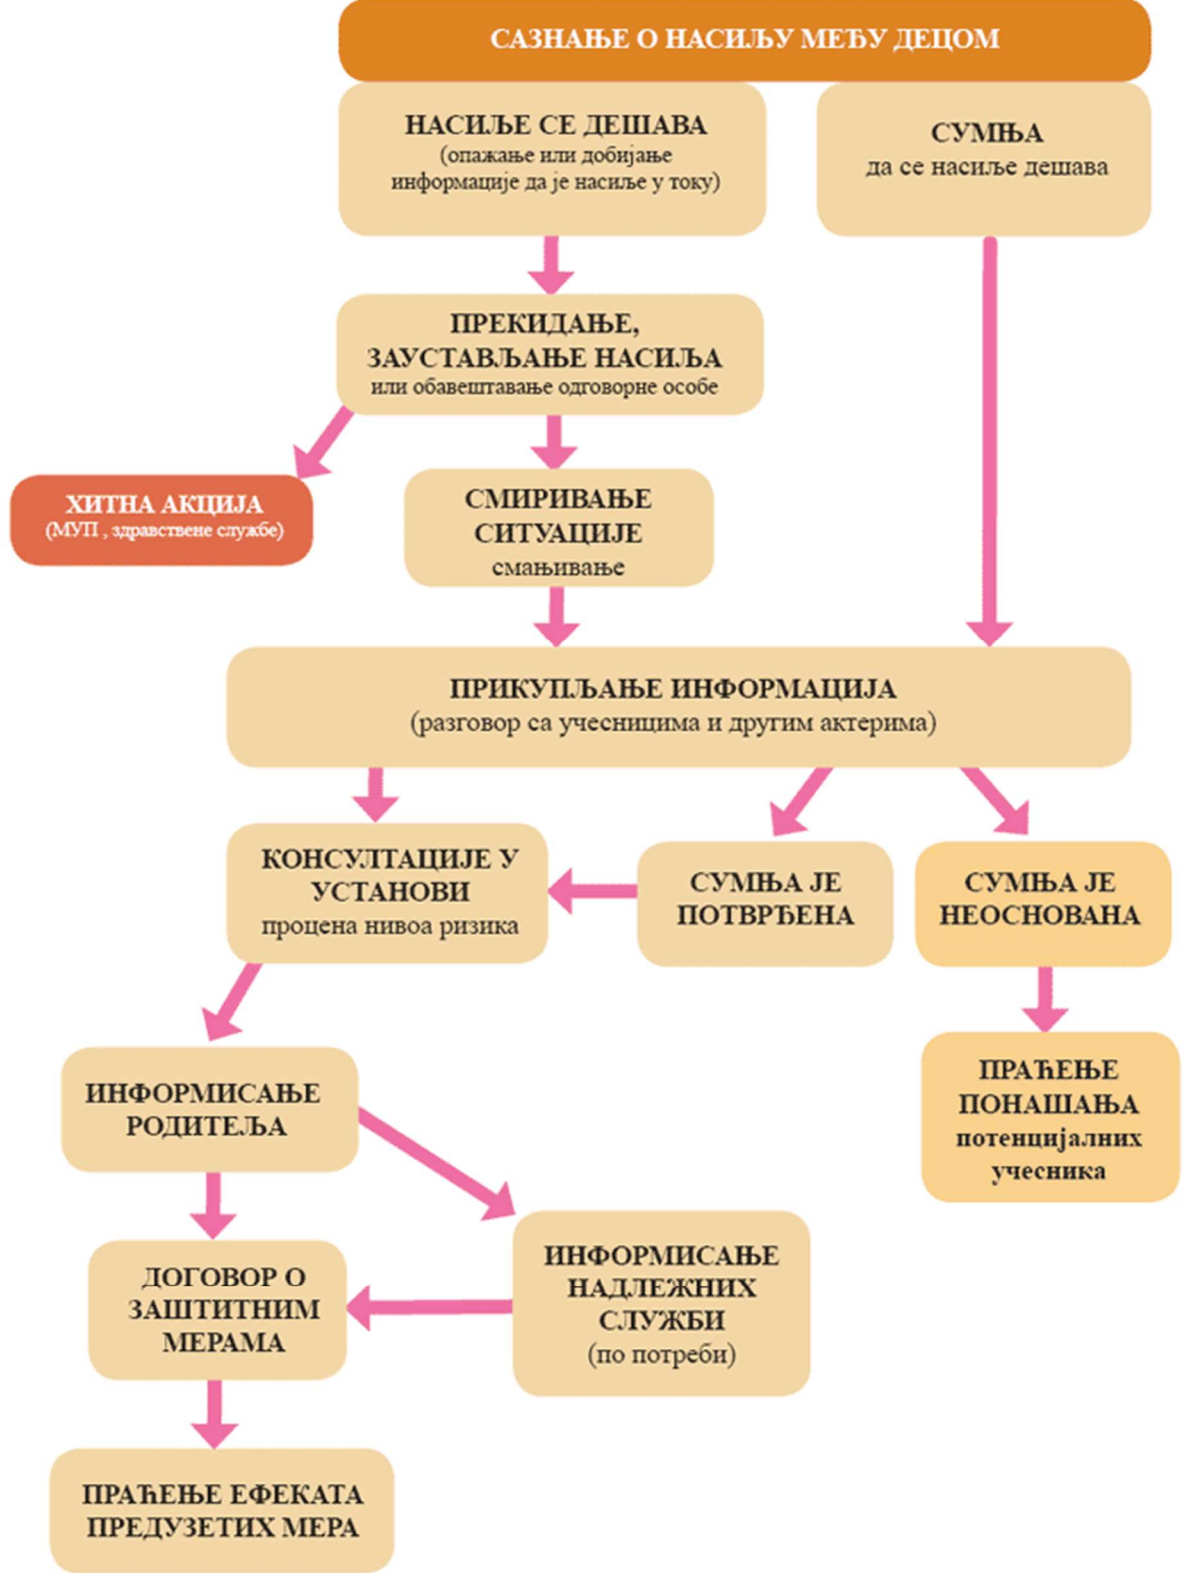 САЗНАЊЕ О НАСИЉУ МЕЂУ ДЕЦОМ
НАСИЉЕ СЕ ДЕШАВА
(опажање или добијање
информације да је насиље у току)
СУМЊА
да се насиље дешава
ПРЕКИДАЊЕ,
ЗАУСТАВЉАЊЕ НАСИЉА
или обавештавање одговорне особе
ХИТНА АКЦИЈА
(МУП , здравствене службе)
СМИРИВАЊЕ
СИТУАЦИЈЕ
смањивање
ПРИКУПЉАЊЕ ИНФОРМАЦИЈА
(разговор са учесницима и другим актерима)
КОНСУЛТАЦИЈЕ У
УСТАНОВИ
процена нивоа ризика
СУМЊА ЈЕ
ПОТВРЂЕНА
СУМЊА ЈЕ
НЕОСНОВАНА
ПРАЋЕЊЕ
ПОНАШАЊА
потенцијалних
учесника
ИНФОРМИСАЊЕ
РОДИТЕЉА
ИНФОРМИСАЊЕ
НАДЛЕЖНИХ
СЛУЖБИ
(по потреби)
ДОГОВОР О
ЗАШТИТНИМ
МЕРАМА
ПРАЋЕЊЕ ЕФЕКАТА
ПРЕДУЗЕТИХ МЕРА